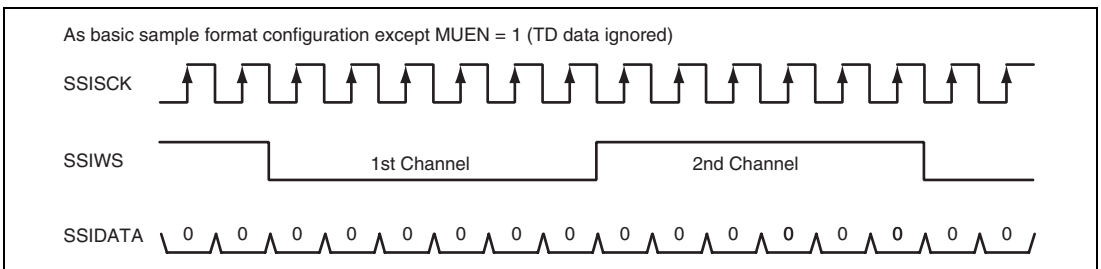 As basic sample format configuration except MUEN = 1 (TD data ignored)
SSISCK
SSIWS 1st Channel 2nd Channel
SSIDATA 0 0 0 0 0 0 0 0 0 0 0 0 0 0 0 0